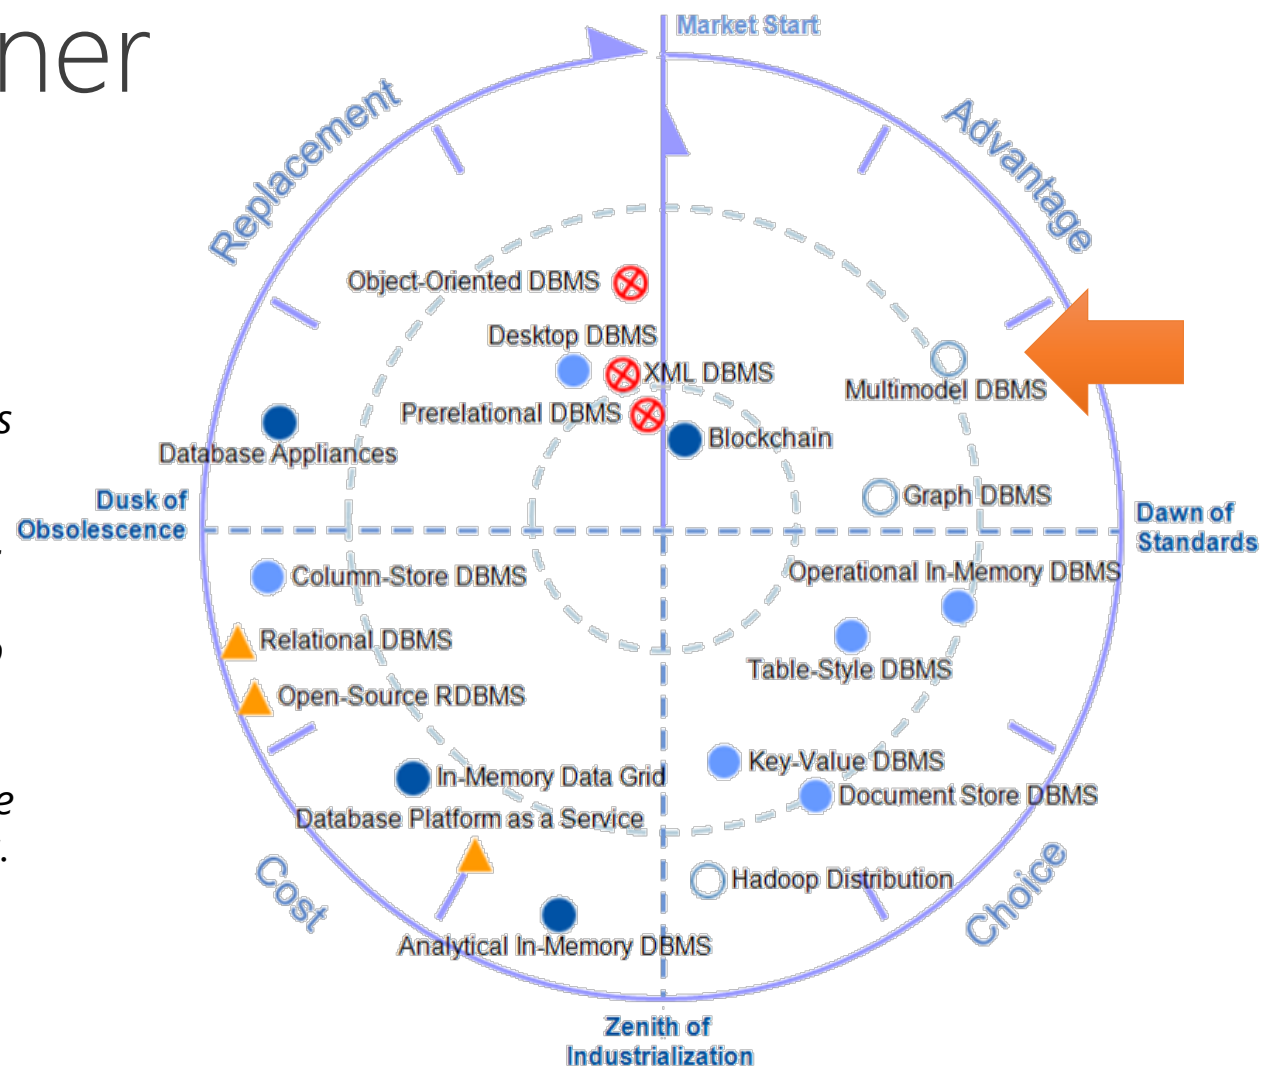 ner
Market Start
Replacement
Advantage
Object-Oriented DBMS
Desktop DBMS
XML DBMS
Multimodel DBMS
Prerelational DBMS
Blockchain
Database Appliances
Graph DBMS
Dusk of
Obsolescence
Dawn of
Standards
Column-Store DBMS
Operational In-Memory DBMS
Relational DBMS
Table-Style DBMS
Open-Source RDBMS
Key-Value DBMS
In-Memory Data Grid
Document Store DBMS
Database Platform as a Service
Hadoop Distribution
Cost
Choice
Analytical In-Memory DBMS
Zenith of
Industrialization